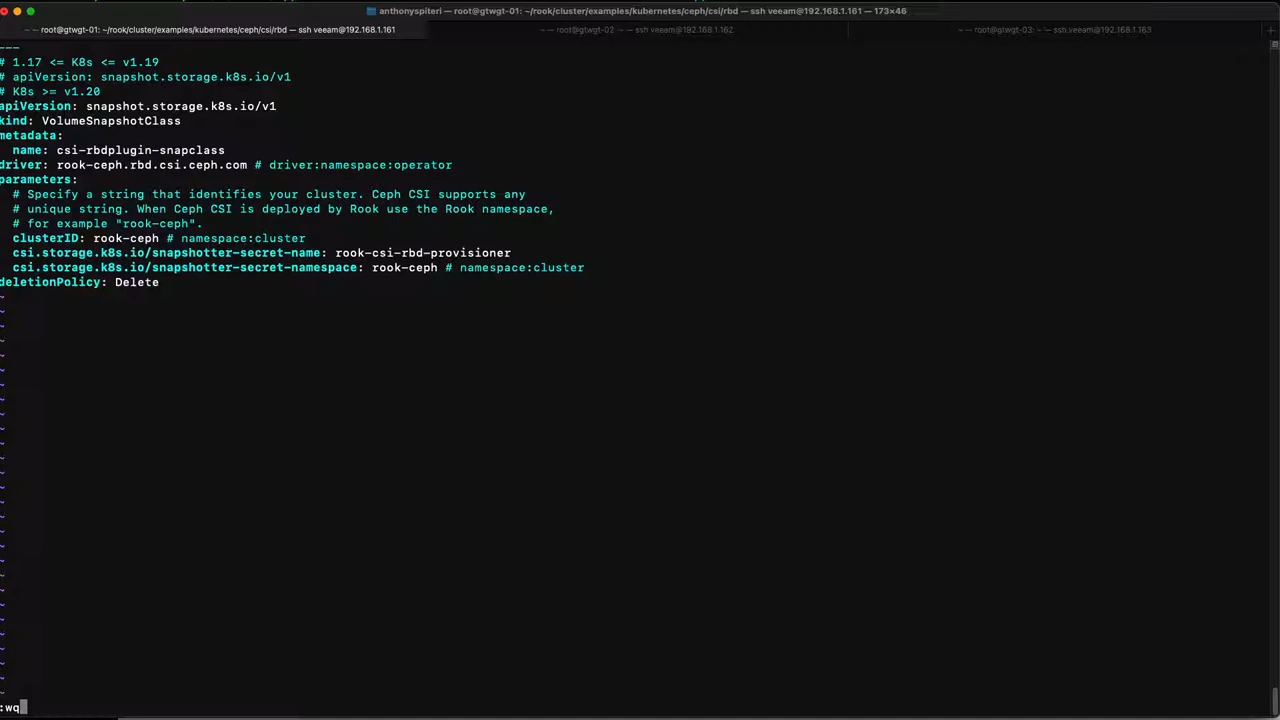 anthonyspiteri — root@gtwgt-01: ~/rook/cluster/examples/kubernetes/ceph/csi/rbd — ssh veeam@192.168.1.161 — 173×46
~ — root@gtwgt-01: ~/rook/cluster/examples/kubernetes/ceph/csi/rbd — ssh veeam@192.168.1.161
~ — root@gtwgt-02: ~ — ssh veeam@192.168.1.162
~ — root@gtwgt-03: ~ — ssh veeam@192.168.1.163
---
# 1.17 <= K8s <= v1.19
# apiVersion: snapshot.storage.k8s.io/v1
# K8s >= v1.20
apiVersion: snapshot.storage.k8s.io/v1
kind: VolumeSnapshotClass
metadata:
  name: csi-rbdplugin-snapclass
driver: rook-ceph.rbd.csi.ceph.com # driver:namespace:operator
parameters:
  # Specify a string that identifies your cluster. Ceph CSI supports any
  # unique string. When Ceph CSI is deployed by Rook use the Rook namespace,
  # for example "rook-ceph".
  clusterID: rook-ceph # namespace:cluster
  csi.storage.k8s.io/snapshotter-secret-name: rook-csi-rbd-provisioner
  csi.storage.k8s.io/snapshotter-secret-namespace: rook-ceph # namespace:cluster
deletionPolicy: Delete
:wq